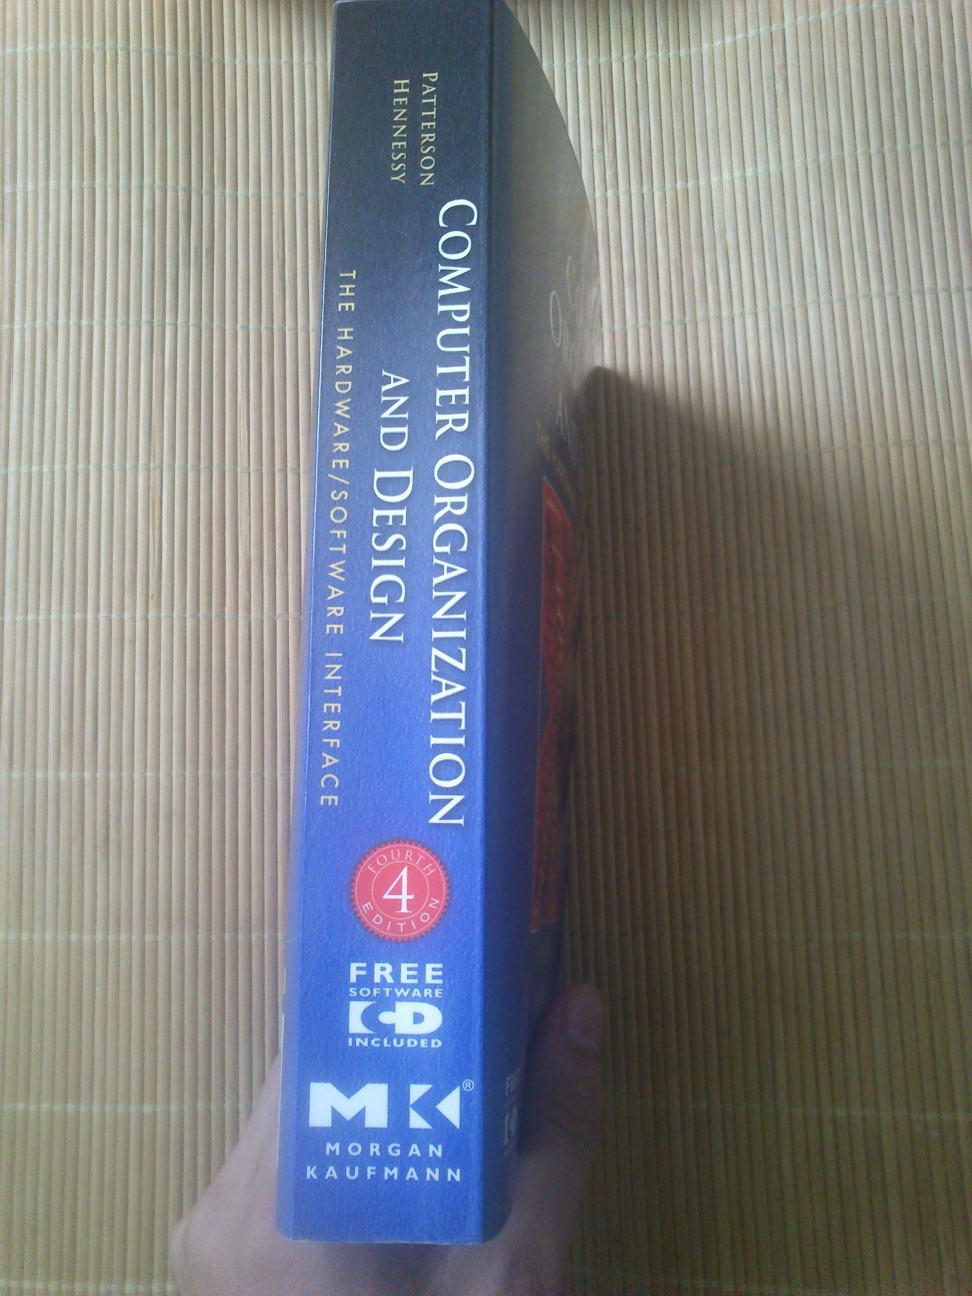 PATTERSON
HENNESSY
COMPUTER ORGANIZATION
AND DESIGN
THE HARDWARE/SOFTWARE INTERFACE
FOURTH
4
EDITION
FREE
SOFTWARE
CD
INCLUDED
MK®
MORGAN
KAUFMANN